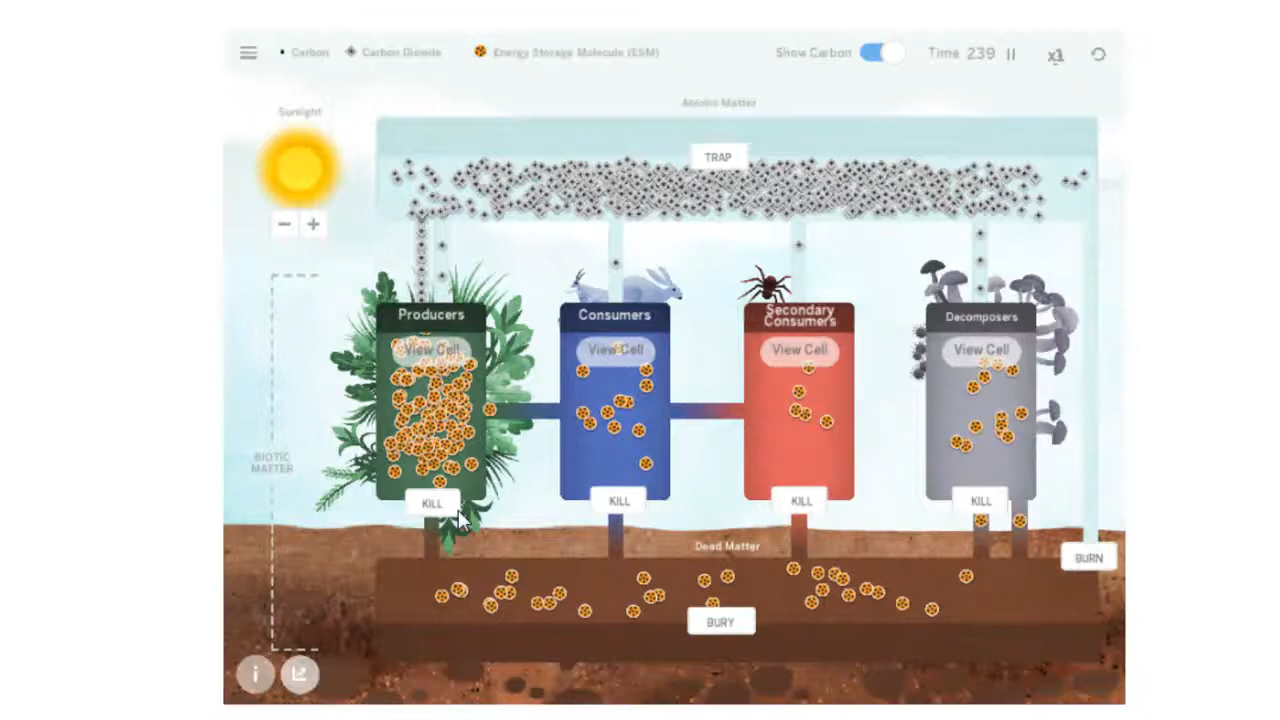 Carbon
Carbon Dioxide
Energy Storage Molecule (ESM)
Show Carbon
Time 239
x1
Sunlight
Abiotic Matter
TRAP
Producers
Consumers
Secondary
Consumers
Decomposers
View Cell
View Cell
View Cell
View Cell
BIOTIC
MATTER
KILL
KILL
KILL
KILL
Dead Matter
BURN
BURY